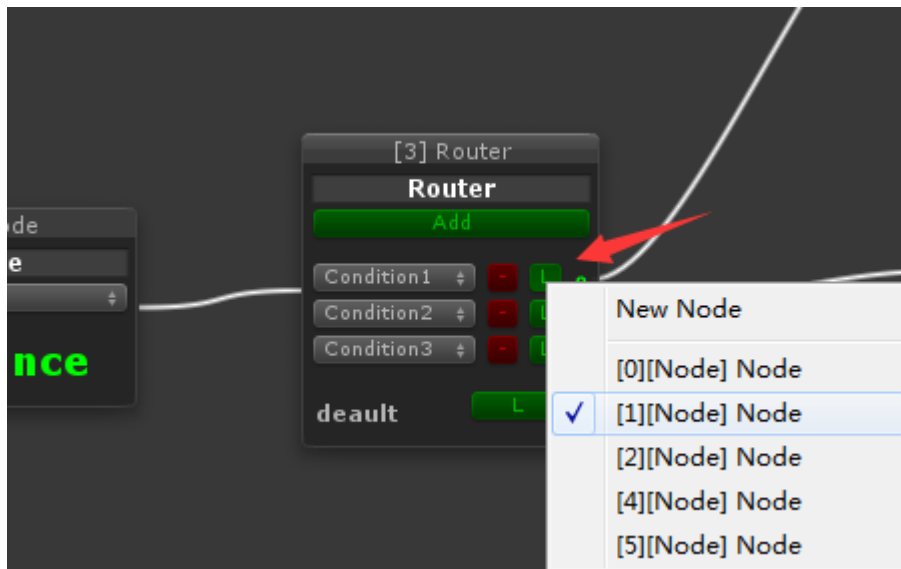 [3] Router
Router
Add
de
e
Condition1 - L
Condition2 - L
Condition3 - L
nce
deault L
New Node
[0][Node] Node
[1][Node] Node
[2][Node] Node
[4][Node] Node
[5][Node] Node